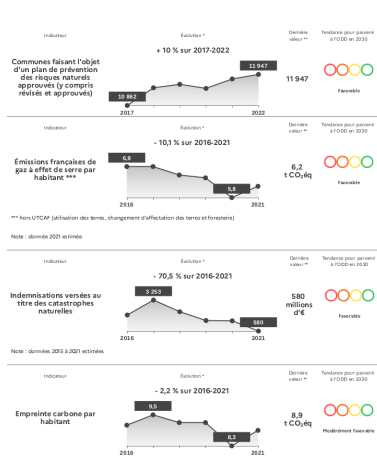 Indicateur
Évolution *
Dernière
valeur **
Tendance pour parvenir
à l'ODD en 2030
Communes faisant l'objet
d'un plan de prévention
des risques naturels
approuvés (y compris
révisés et approuvés)
+ 10 % sur 2017-2022
11 947
10 862
2017
2022
11 947
Favorable
Indicateur
Évolution *
Dernière
valeur **
Tendance pour parvenir
à l'ODD en 2030
Émissions françaises de
gaz à effet de serre par
habitant ***
- 10,1 % sur 2016-2021
6,9
5,8
2016
2021
6,2
t CO₂éq
Favorable
*** hors UTCAF (utilisation des terres, changement d'affectation des terres et foresterie)
Note : donnée 2021 estimée
Indicateur
Évolution *
Dernière
valeur **
Tendance pour parvenir
à l'ODD en 2030
Indemnisations versées au
titre des catastrophes
naturelles
- 70,5 % sur 2016-2021
3 253
580
2016
2021
580
millions
d'€
Favorable
Note : données 2015 à 2021 estimées
Indicateur
Évolution *
Dernière
valeur **
Tendance pour parvenir
à l'ODD en 2030
Empreinte carbone par
habitant
- 2,2 % sur 2016-2021
9,5
8,3
2016
2021
8,9
t CO₂éq
Modérément favorable